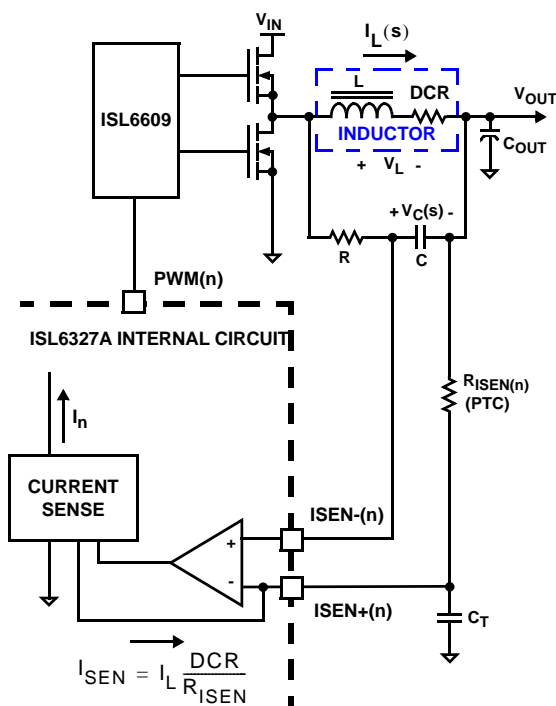 V_IN
I_L(s)
ISL6609
L
DCR
V_OUT
INDUCTOR
+ V_L -
C_OUT
+ V_C(s) -
R
C
PWM(n)
ISL6327A INTERNAL CIRCUIT
R_ISEN(n)
(PTC)
I_n
CURRENT
SENSE
ISEN-(n)
+
-
ISEN+(n)
C_T
I_SEN = I_L DCR/R_ISEN